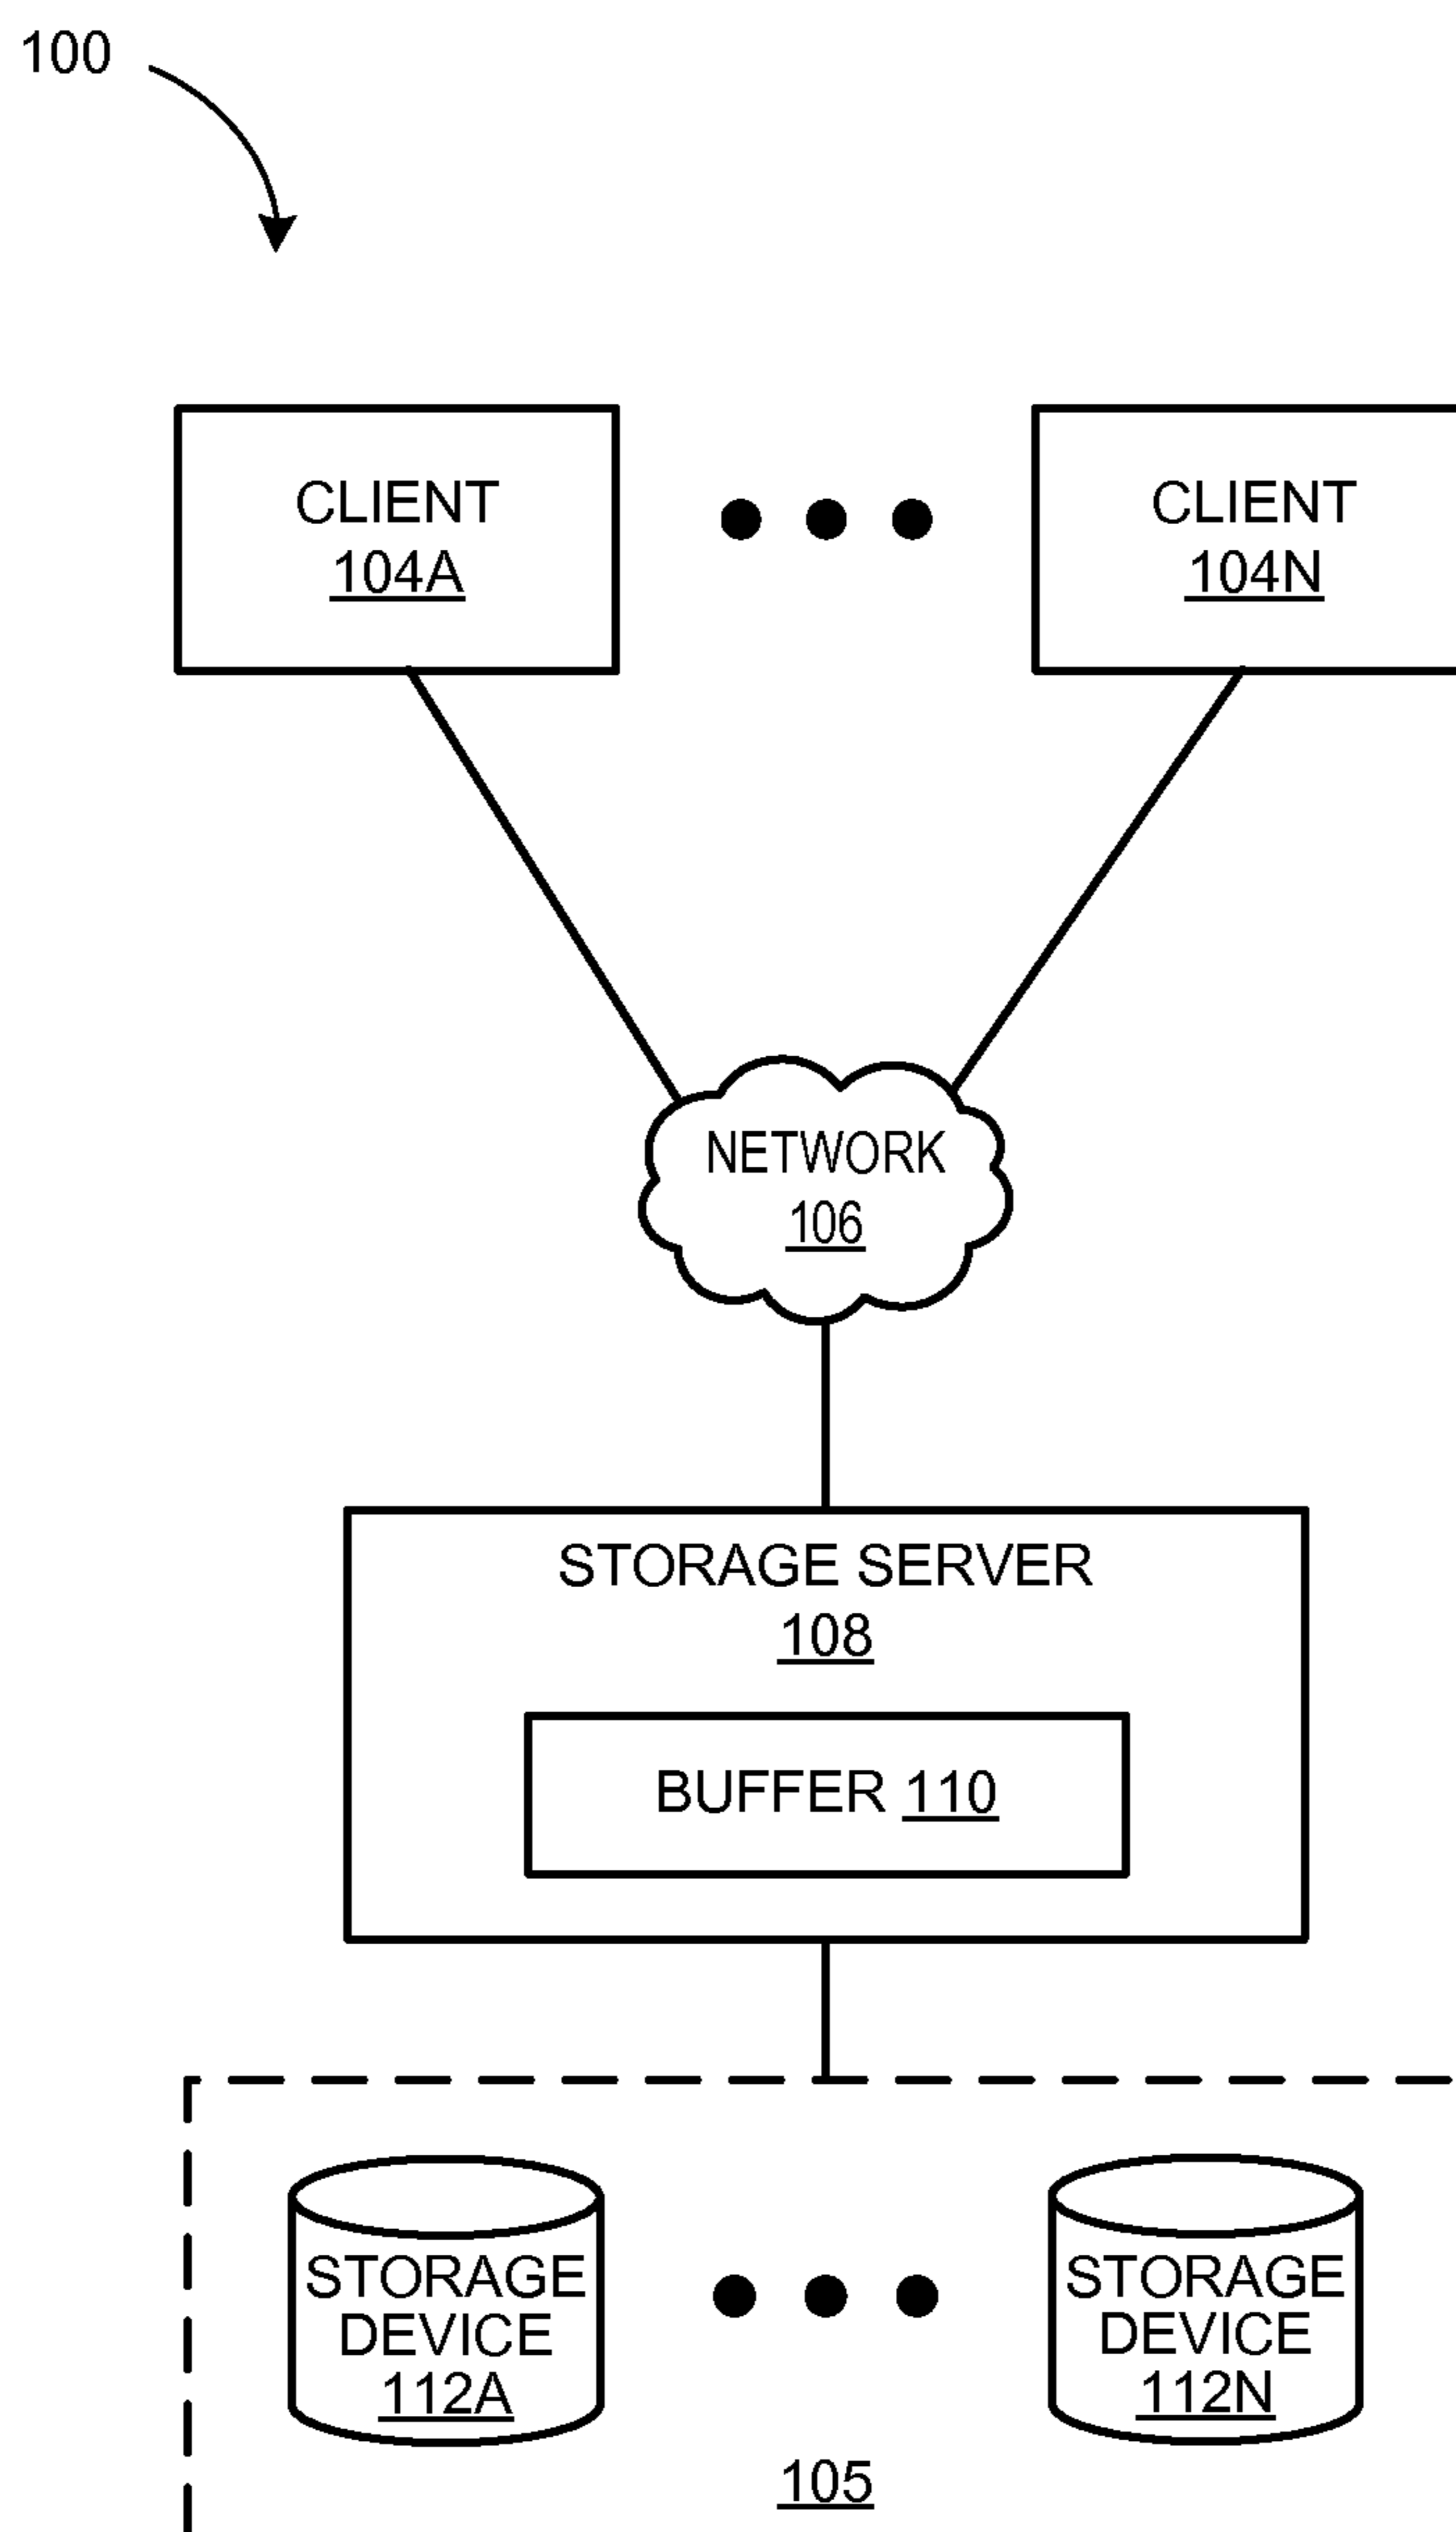 100
CLIENT
104A
CLIENT
104N
NETWORK
106
STORAGE SERVER
108
BUFFER 110
STORAGE
DEVICE
112A
STORAGE
DEVICE
112N
105